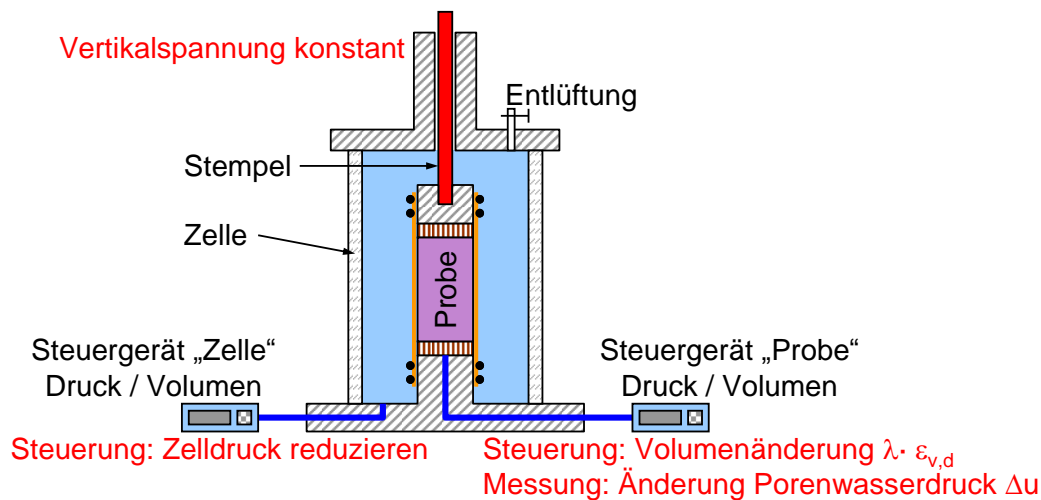 Vertikalspannung konstant
Entlüftung
Stempel
Zelle
Probe
Steuergerät „Zelle“
Druck / Volumen
Steuergerät „Probe“
Druck / Volumen
Steuerung: Zelldruck reduzieren
Steuerung: Volumenänderung λ· ε_{v,d}
Messung: Änderung Porenwasserdruck Δu